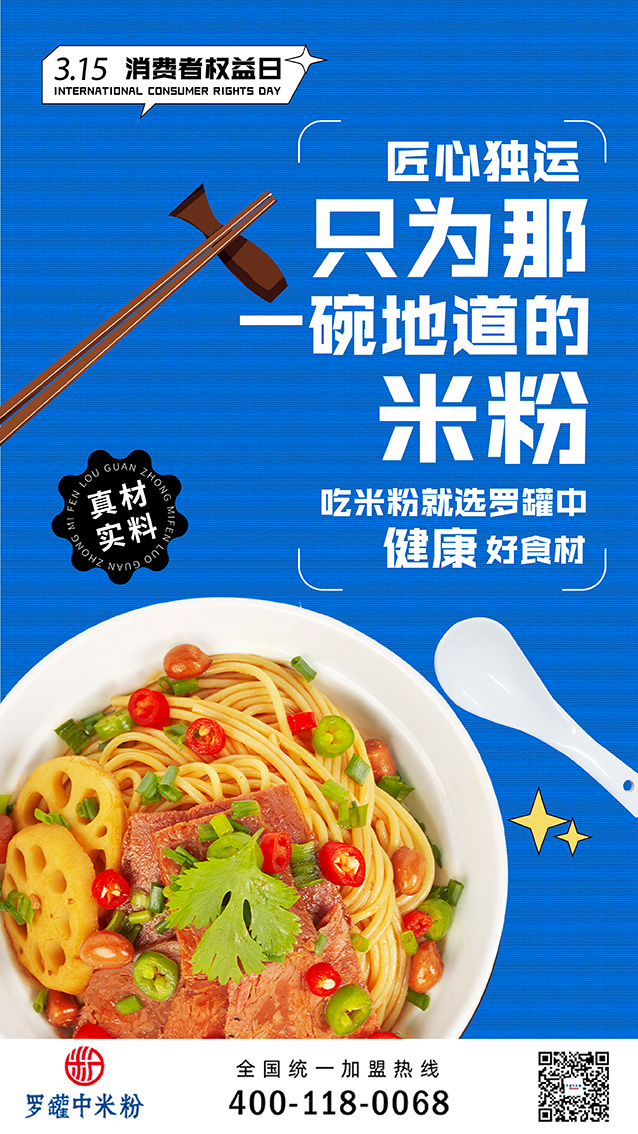 3.15 消费者权益日
INTERNATIONAL CONSUMER RIGHTS DAY
匠心独运
只为那
一碗地道的
米粉
吃米粉就选罗罐中
健康 好食材
LOU GUAN ZHONG MIFEN LUO GUAN ZHONG MI FEN
真材
实料
粉
罗罐中米粉
全国统一加盟热线
400-118-0068